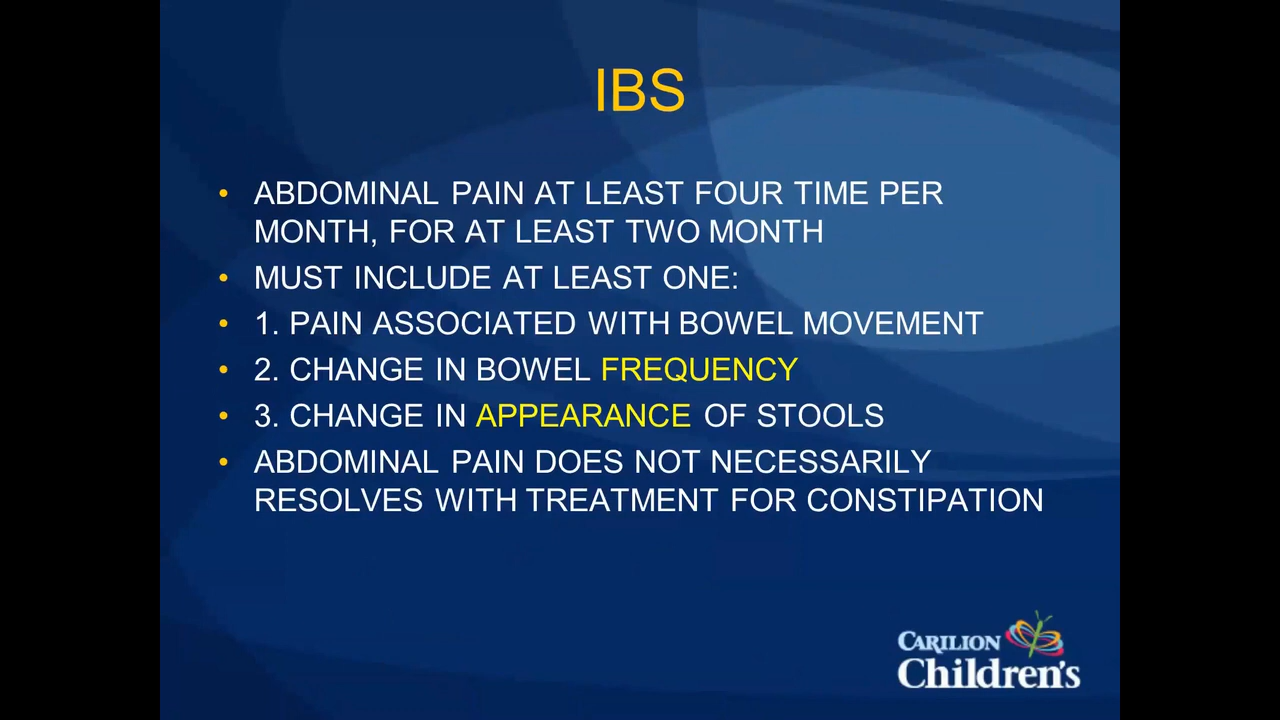 IBS
• ABDOMINAL PAIN AT LEAST FOUR TIME PER
MONTH, FOR AT LEAST TWO MONTH
• MUST INCLUDE AT LEAST ONE:
• 1. PAIN ASSOCIATED WITH BOWEL MOVEMENT
• 2. CHANGE IN BOWEL FREQUENCY
• 3. CHANGE IN APPEARANCE OF STOOLS
• ABDOMINAL PAIN DOES NOT NECESSARILY
RESOLVES WITH TREATMENT FOR CONSTIPATION
CARILION
Children's